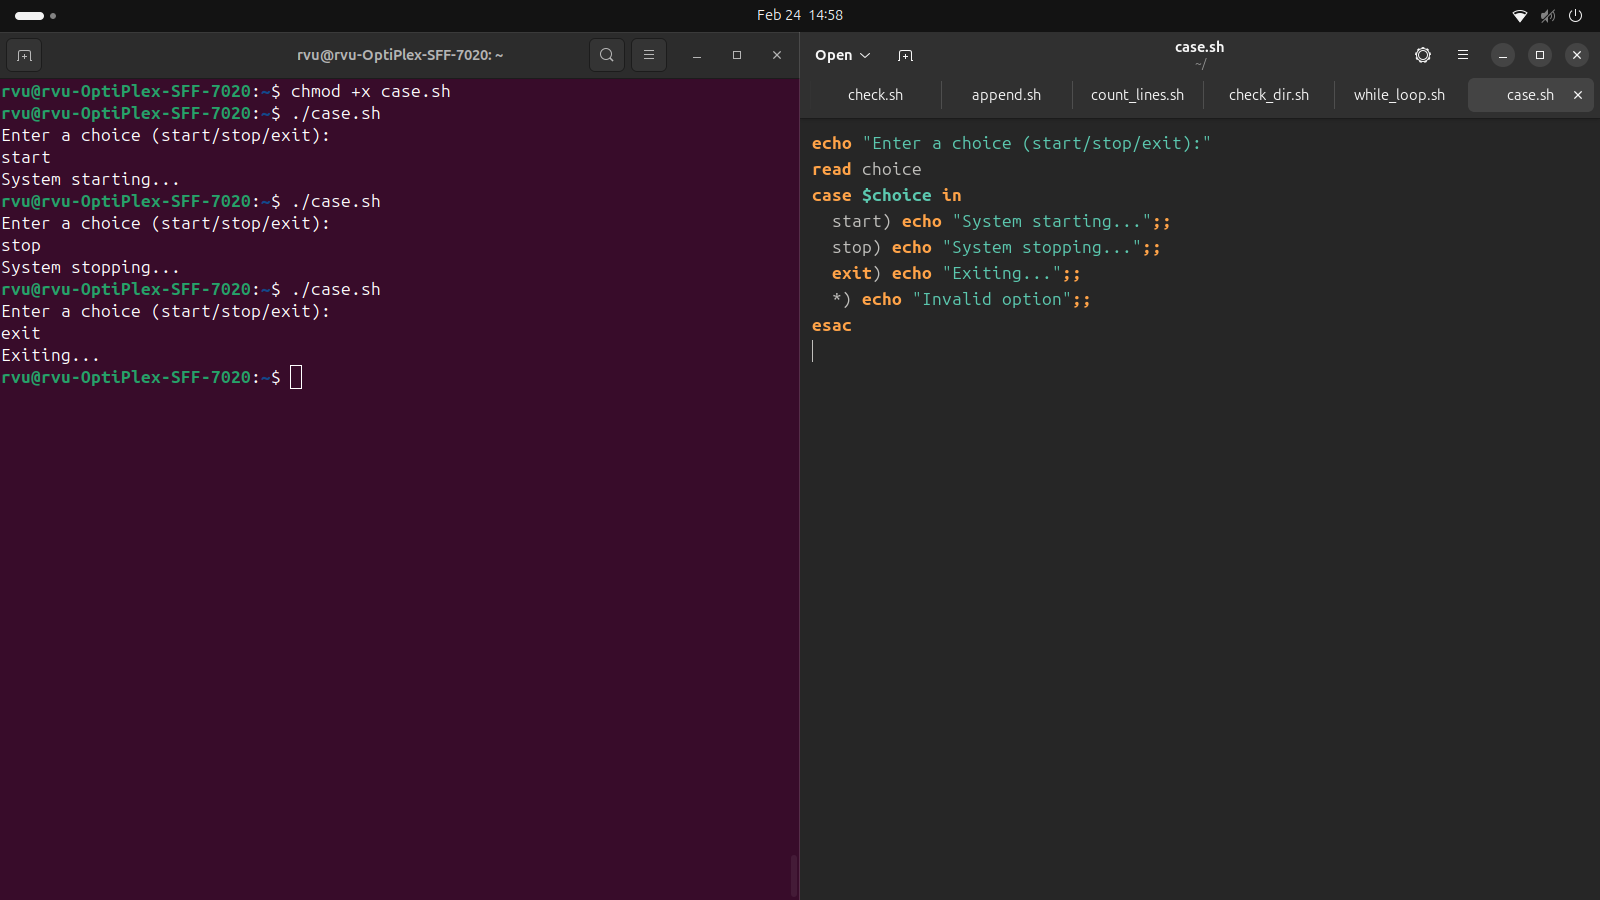 Feb 24 14:58
rvu@rvu-OptiPlex-SFF-7020: ~
rvu@rvu-OptiPlex-SFF-7020:~$ chmod +x case.sh
rvu@rvu-OptiPlex-SFF-7020:~$ ./case.sh
Enter a choice (start/stop/exit):
start
System starting...
rvu@rvu-OptiPlex-SFF-7020:~$ ./case.sh
Enter a choice (start/stop/exit):
stop
System stopping...
rvu@rvu-OptiPlex-SFF-7020:~$ ./case.sh
Enter a choice (start/stop/exit):
exit
Exiting...
rvu@rvu-OptiPlex-SFF-7020:~$
Open
case.sh
~/
check.sh append.sh count_lines.sh check_dir.sh while_loop.sh case.sh
echo "Enter a choice (start/stop/exit):"
read choice
case $choice in
  start) echo "System starting...";;
  stop) echo "System stopping...";;
  exit) echo "Exiting...";;
  *) echo "Invalid option";;
esac